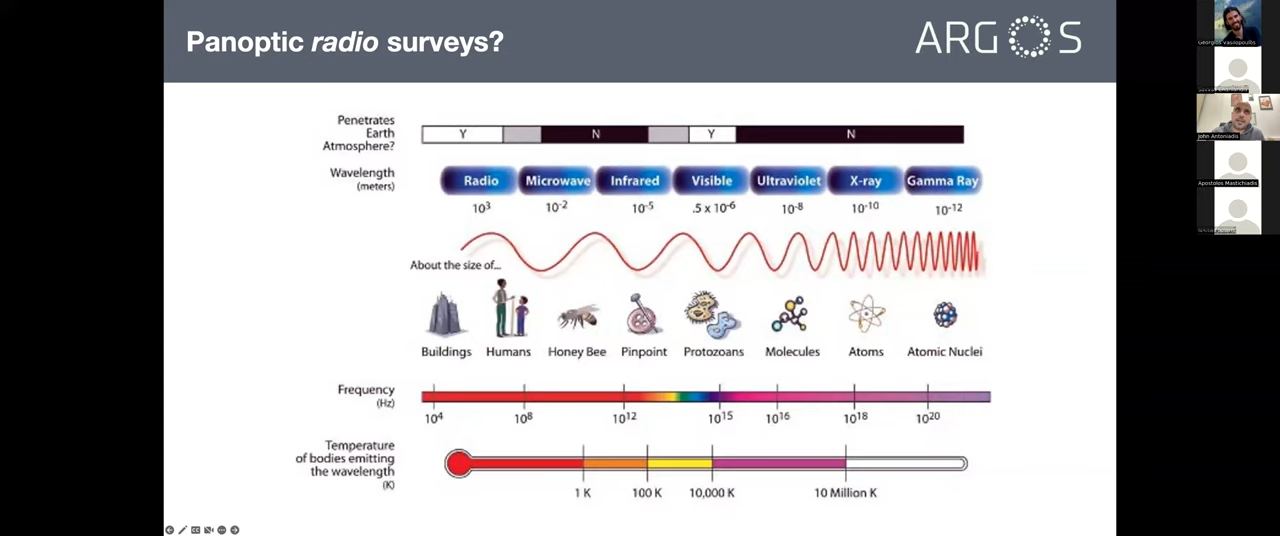 Panoptic radio surveys?
ARGOS
Penetrates
Earth
Atmosphere?
Y N Y N
Wavelength
(meters)
Radio Microwave Infrared Visible Ultraviolet X-ray Gamma Ray
10³ 10⁻² 10⁻⁵ .5 x 10⁻⁶ 10⁻⁸ 10⁻¹⁰ 10⁻¹²
About the size of...
Buildings Humans Honey Bee Pinpoint Protozoans Molecules Atoms Atomic Nuclei
Frequency
(Hz)
10⁴ 10⁸ 10¹² 10¹⁵ 10¹⁶ 10¹⁸ 10²⁰
Temperature
of bodies emitting
the wavelength
(K)
1 K 100 K 10,000 K 10 Million K
Georgios Vasilopoulos
John Antoniadis
Apostolos Mastichiadis